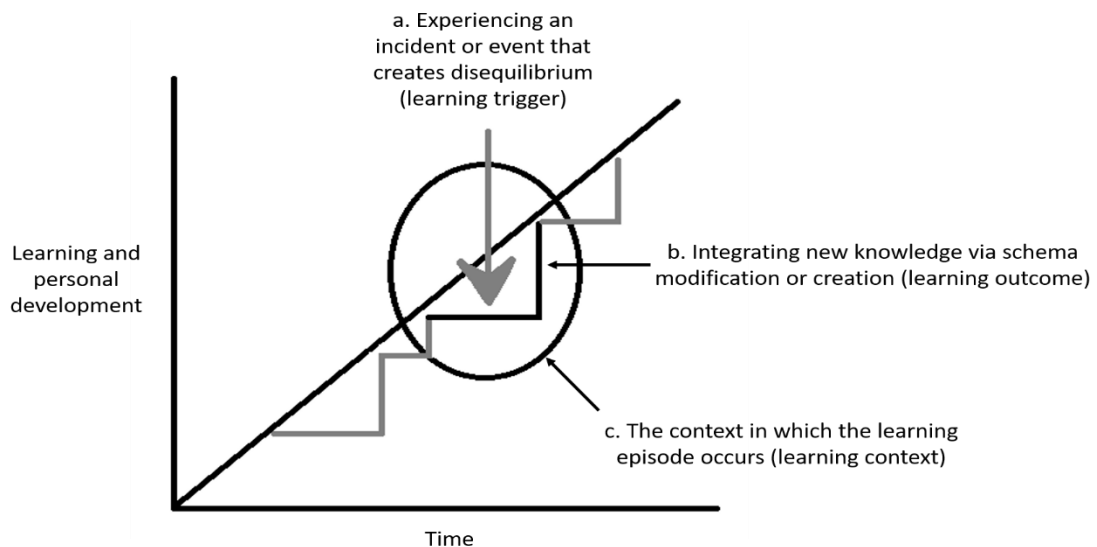 a. Experiencing an
incident or event that
creates disequilibrium
(learning trigger)
Learning and
personal
development
b. Integrating new knowledge via schema
modification or creation (learning outcome)
c. The context in which the learning
episode occurs (learning context)
Time